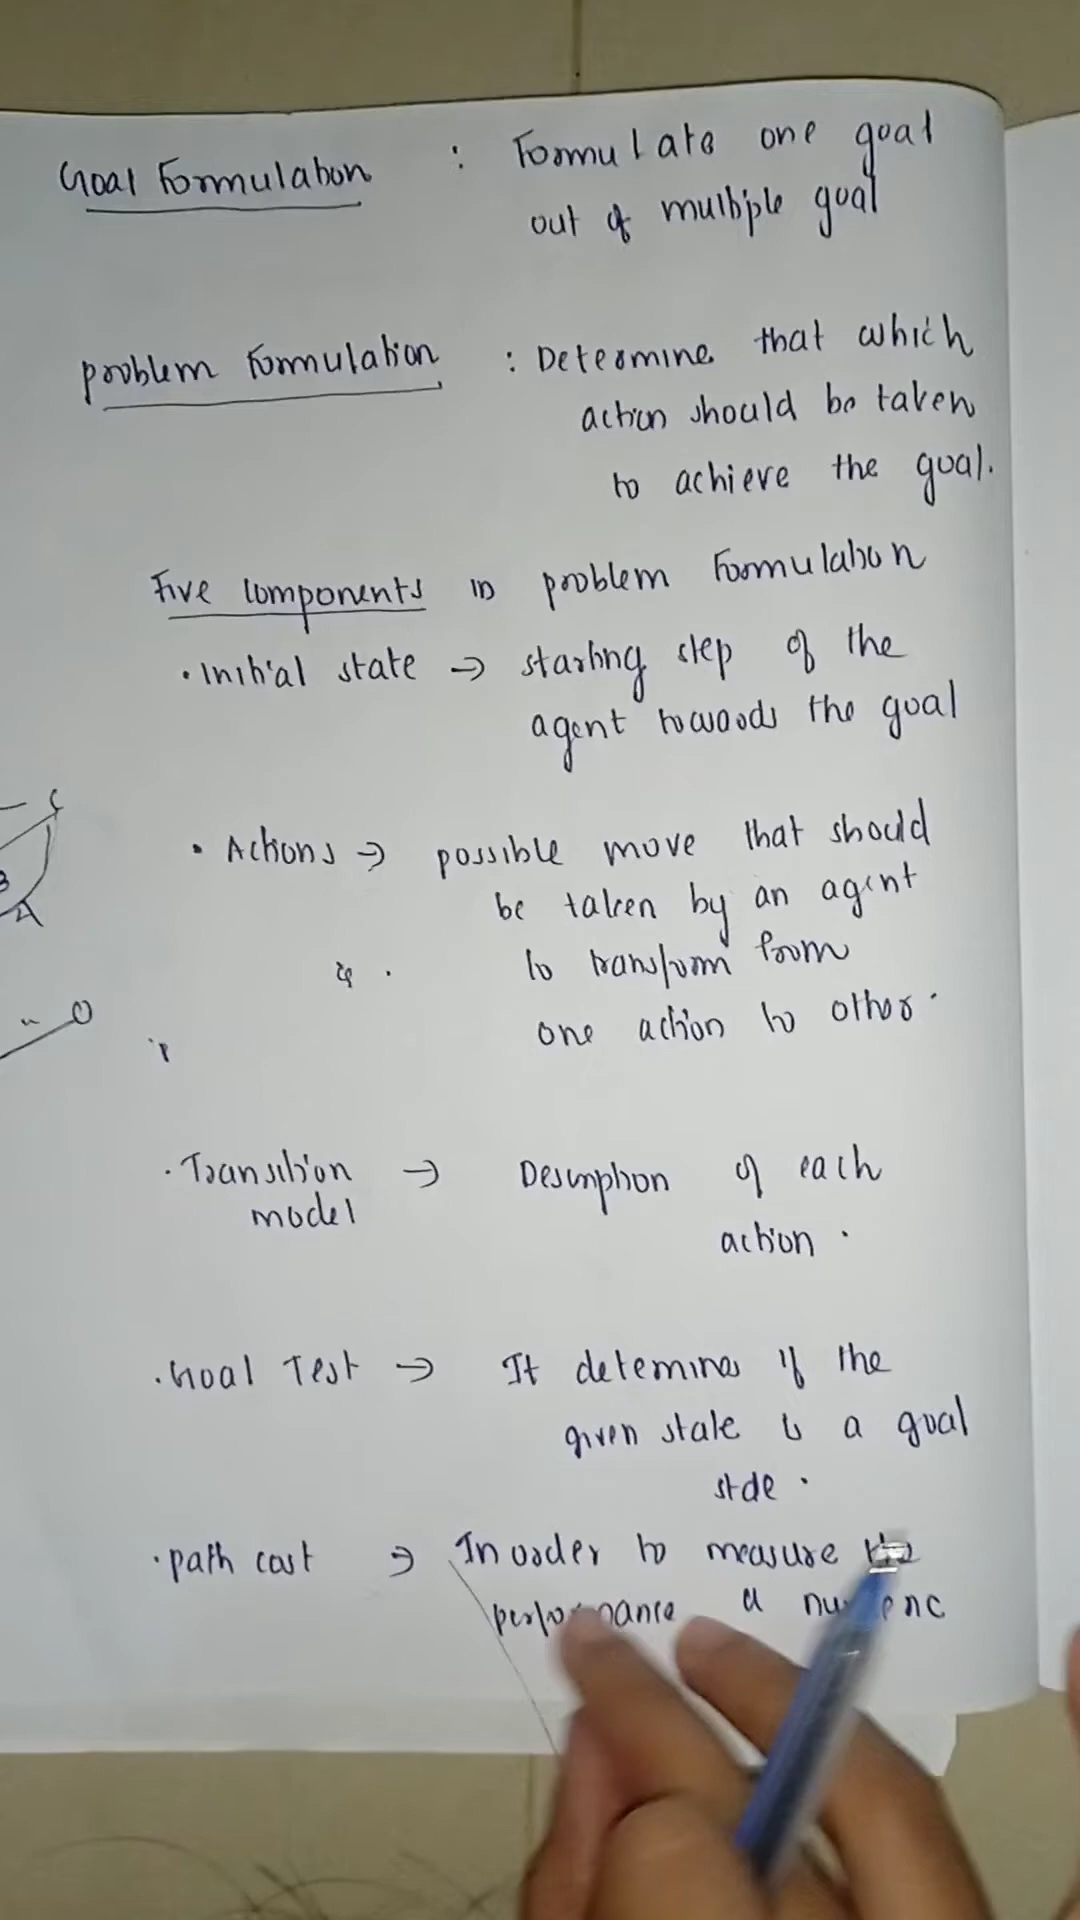 Goal Formulation : Formulate one goal
out of multiple goal
problem Formulation : Determine that which
action should be taken
to achieve the goal.
Five components in problem Formulation
• Initial state → starting step of the
agent towards the goal
• Actions → possible move that should
be taken by an agent
to transform from
one action to other.
• Transition → Description of each
model
action.
• Goal Test → It determines if the
given state is a goal
state.
• path cost → In order to measure the
performance a